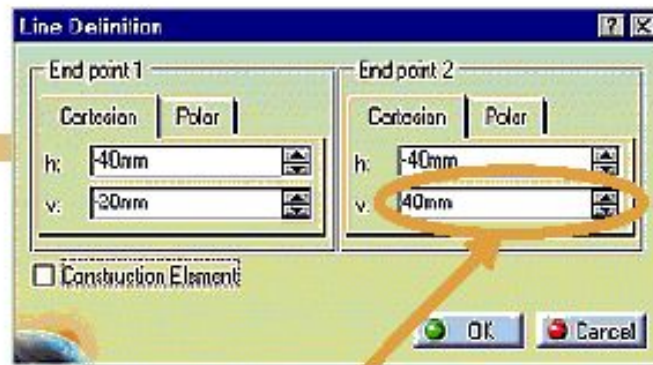 Line Definition
End point 1
End point 2
Cartesian Polar
Cartesian Polar
h: -40mm
h: -40mm
v: -20mm
v: 40mm
Construction Element
OK Cancel